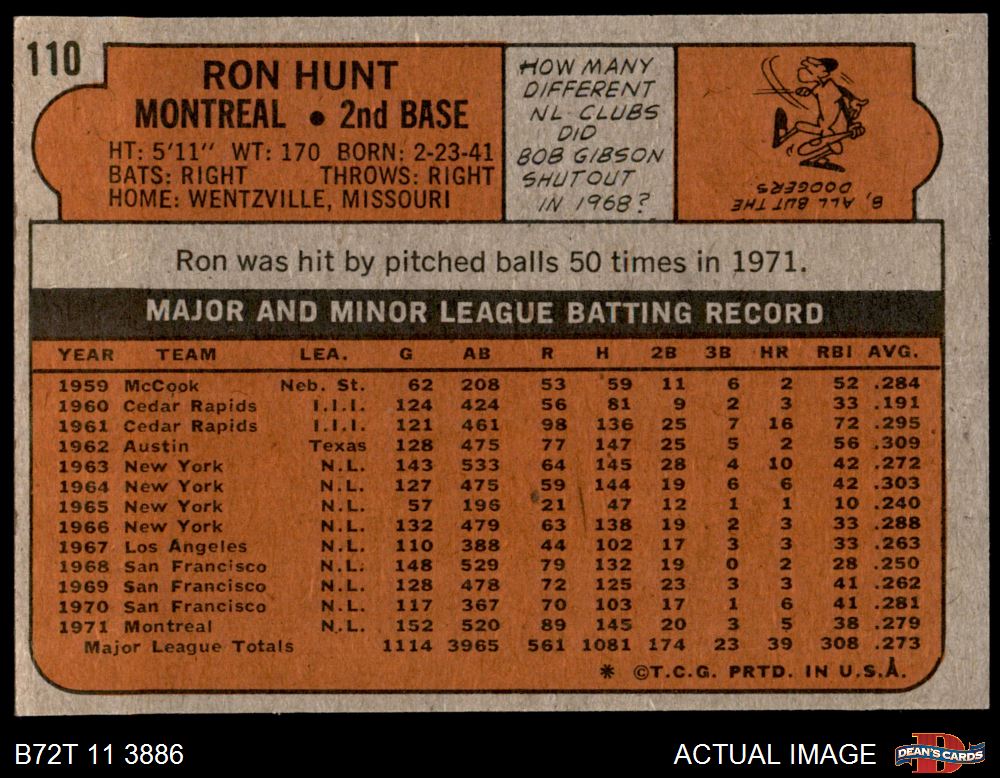 110
RON HUNT
MONTREAL • 2nd BASE
HT: 5'11" WT: 170 BORN: 2-23-41
BATS: RIGHT THROWS: RIGHT
HOME: WENTZVILLE, MISSOURI
HOW MANY
DIFFERENT
NL CLUBS
DID
BOB GIBSON
SHUTOUT
IN 1968?
8, ALL BUT THE
DODGERS
Ron was hit by pitched balls 50 times in 1971.
MAJOR AND MINOR LEAGUE BATTING RECORD
YEAR TEAM LEA. G AB R H 2B 3B HR RBI AVG.
1959 McCook Neb. St. 62 208 53 59 11 6 2 52 .284
1960 Cedar Rapids I.I.I. 124 424 56 81 9 2 3 33 .191
1961 Cedar Rapids I.I.I. 121 461 98 136 25 7 16 72 .295
1962 Austin Texas 128 475 77 147 25 5 2 56 .309
1963 New York N.L. 143 533 64 145 28 4 10 42 .272
1964 New York N.L. 127 475 59 144 19 6 6 42 .303
1965 New York N.L. 57 196 21 47 12 1 1 10 .240
1966 New York N.L. 132 479 63 138 19 2 3 33 .288
1967 Los Angeles N.L. 110 388 44 102 17 3 3 33 .263
1968 San Francisco N.L. 148 529 79 132 19 0 2 28 .250
1969 San Francisco N.L. 128 478 72 125 23 3 3 41 .262
1970 San Francisco N.L. 117 367 70 103 17 1 6 41 .281
1971 Montreal N.L. 152 520 89 145 20 3 5 38 .279
Major League Totals 1114 3965 561 1081 174 23 39 308 .273
* ©T.C.G. PRTD. IN U.S.A.
B72T 11 3886
ACTUAL IMAGE
DEAN'S CARDS